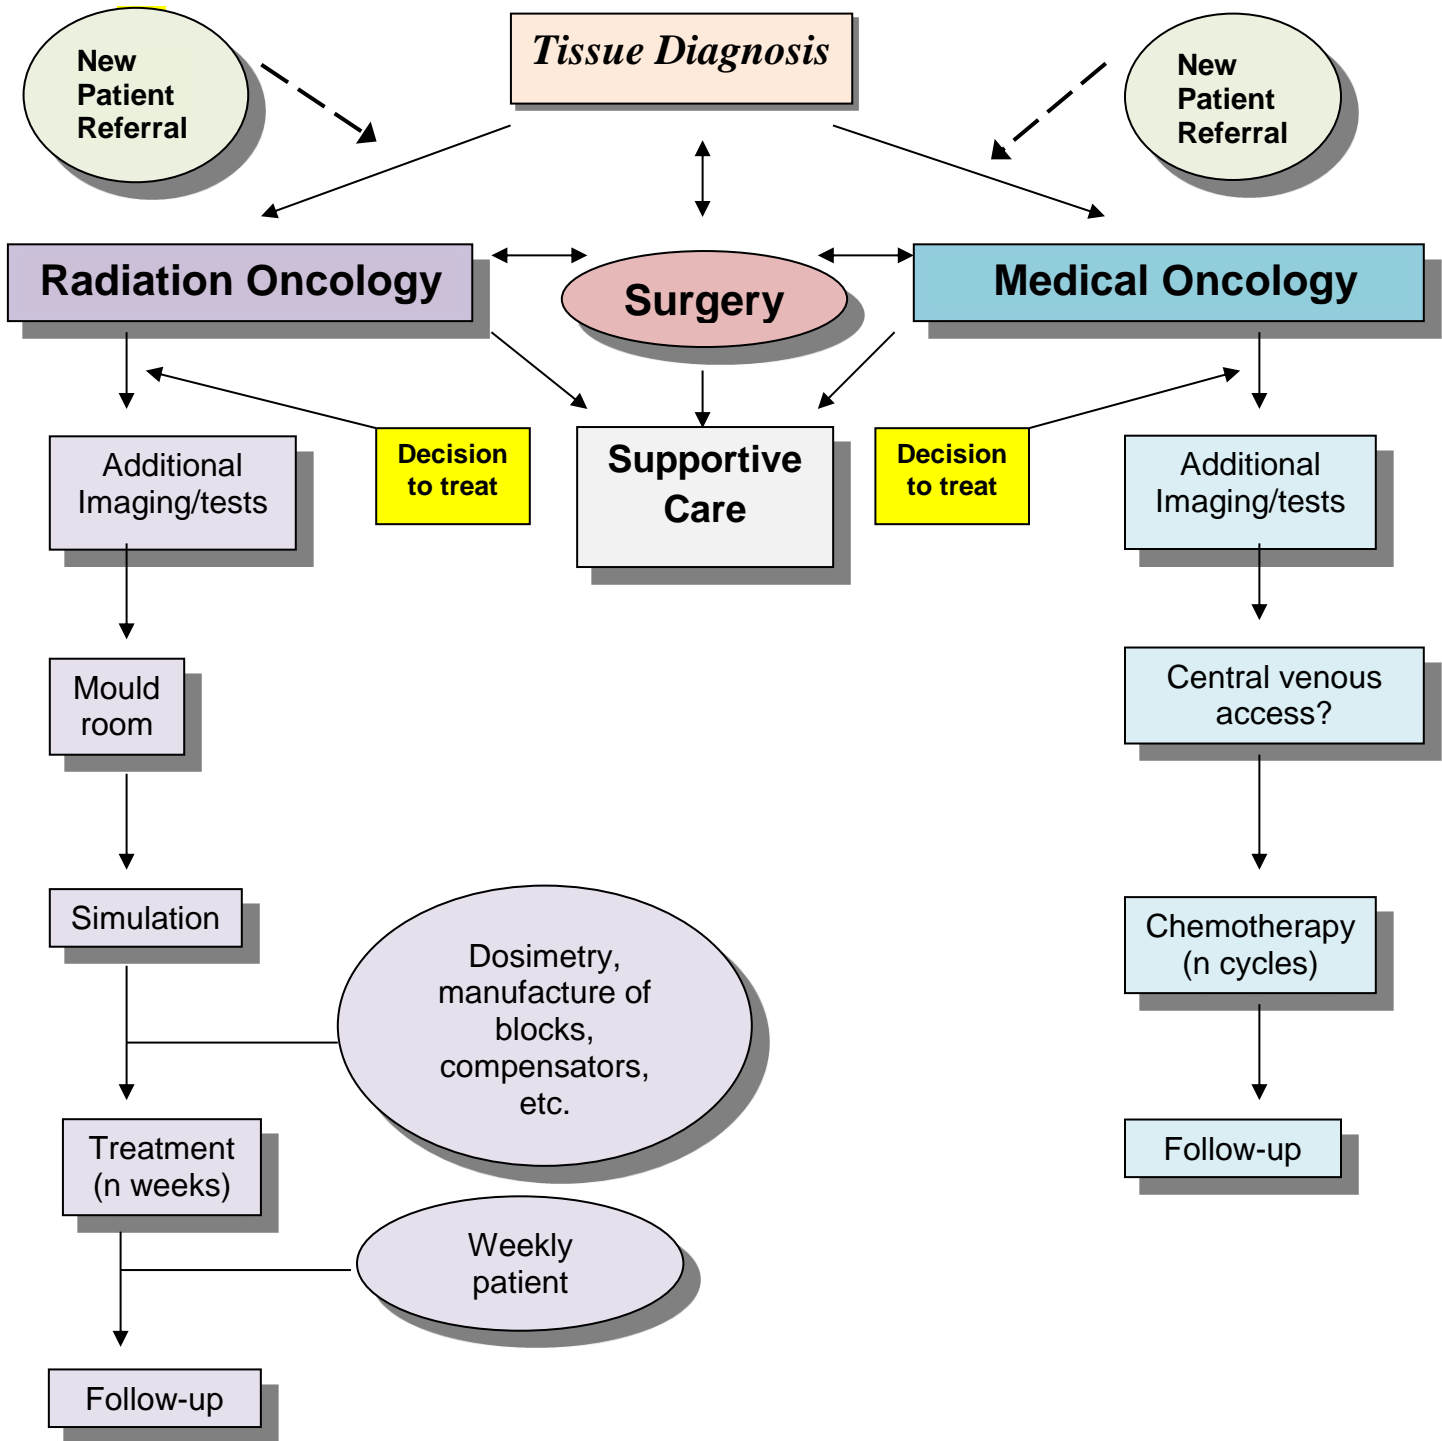 New
Patient
Referral
Tissue Diagnosis
New
Patient
Referral
Radiation Oncology
Surgery
Medical Oncology
Additional
Imaging/tests
Decision
to treat
Supportive
Care
Decision
to treat
Additional
Imaging/tests
Mould
room
Central venous
access?
Simulation
Dosimetry,
manufacture of
blocks,
compensators,
etc.
Chemotherapy
(n cycles)
Treatment
(n weeks)
Follow-up
Weekly
patient
Follow-up